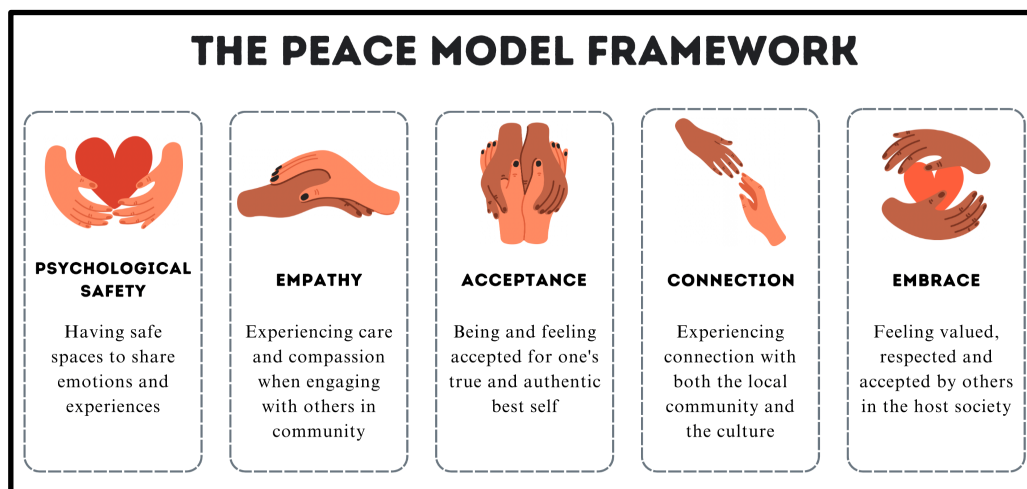 THE PEACE MODEL FRAMEWORK
PSYCHOLOGICAL
SAFETY
Having safe
spaces to share
emotions and
experiences
EMPATHY
Experiencing care
and compassion
when engaging
with others in
community
ACCEPTANCE
Being and feeling
accepted for one's
true and authentic
best self
CONNECTION
Experiencing
connection with
both the local
community and
the culture
EMBRACE
Feeling valued,
respected and
accepted by others
in the host society